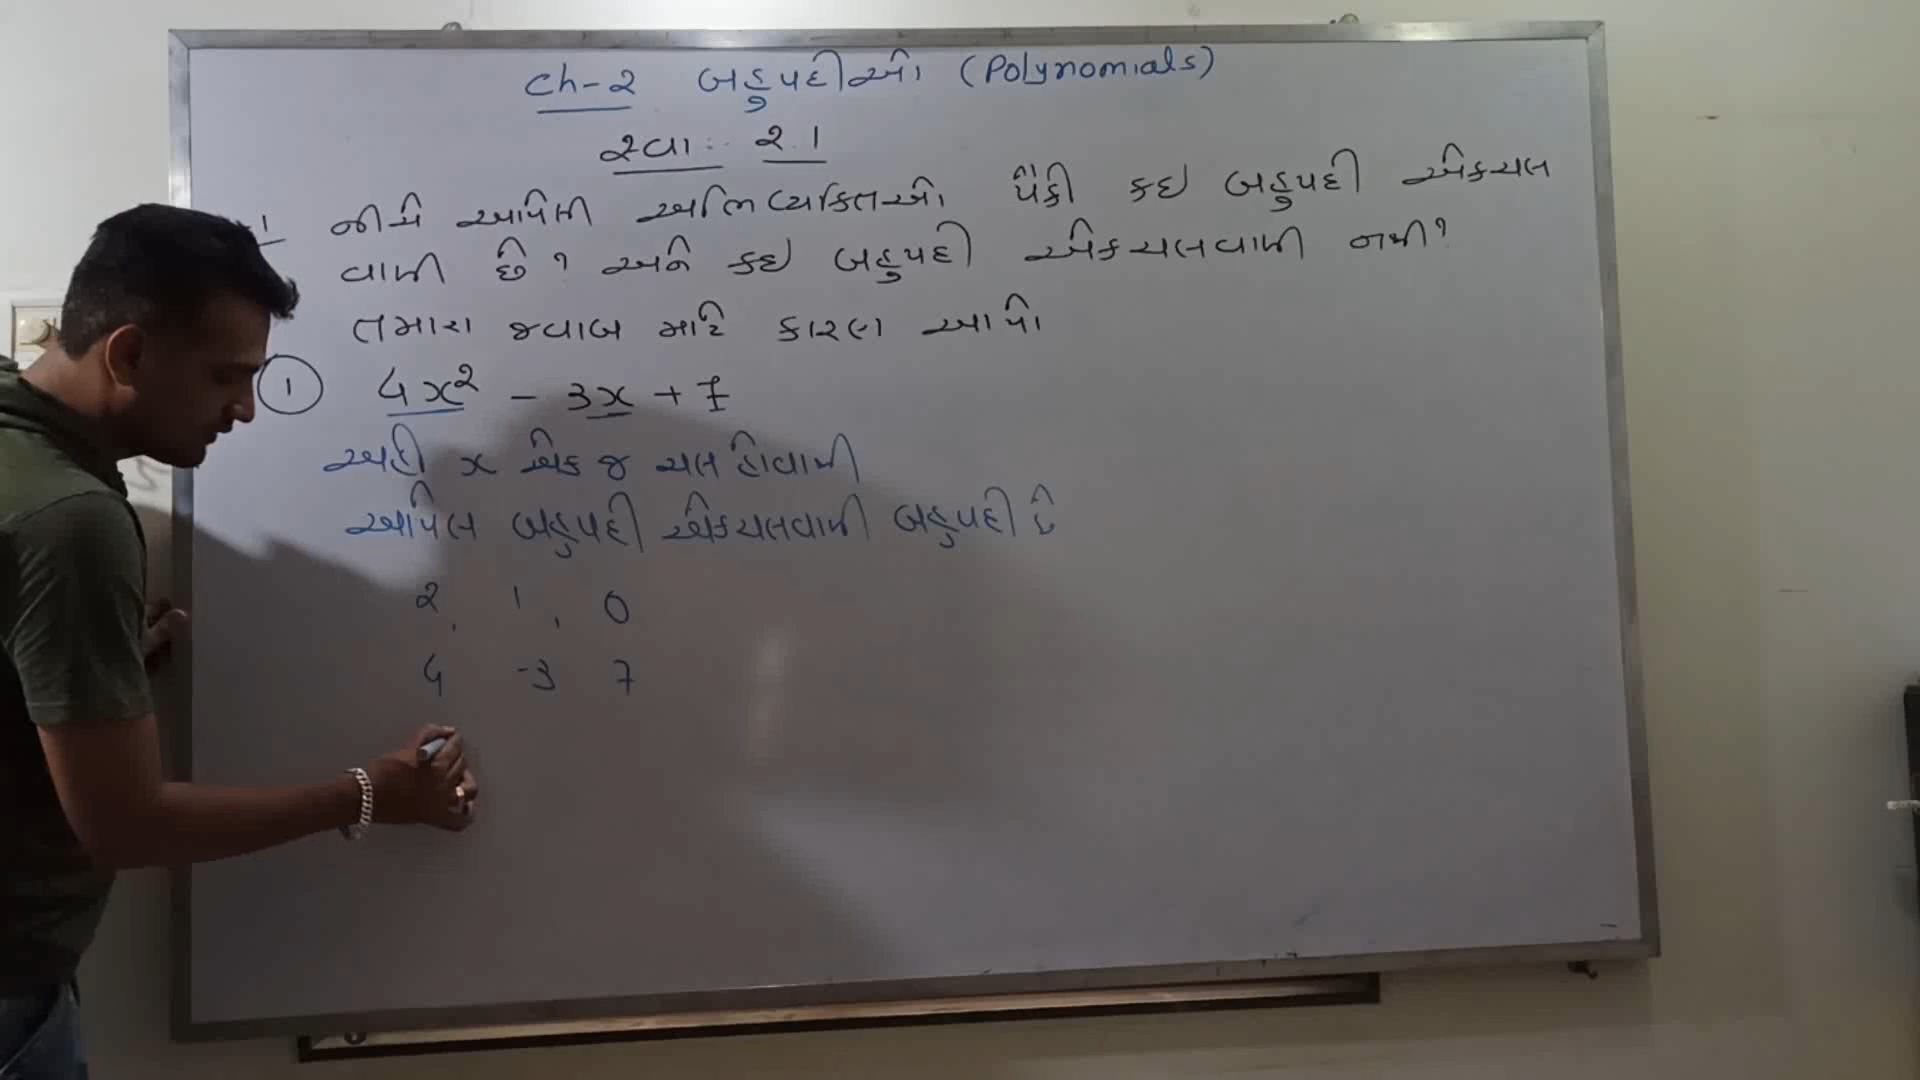 Ch-2 બહુપદીઓ (Polynomials)
સ્વા: 2.1
1 નીચે આપેલી અભિવ્યક્તિઓ પૈકી કઇ બહુપદી એકચલ
વાળી છે ? અને કઇ બહુપદી એકચલવાળી નથી ?
તમારા જવાબ માટે કારણ આપો
1 4x² - 3x + 7
અહી x એક જ ચલ હોવાથી
આપેલ બહુપદી એકચલવાળી બહુપદી છે
2, 1, 0
4 -3 7